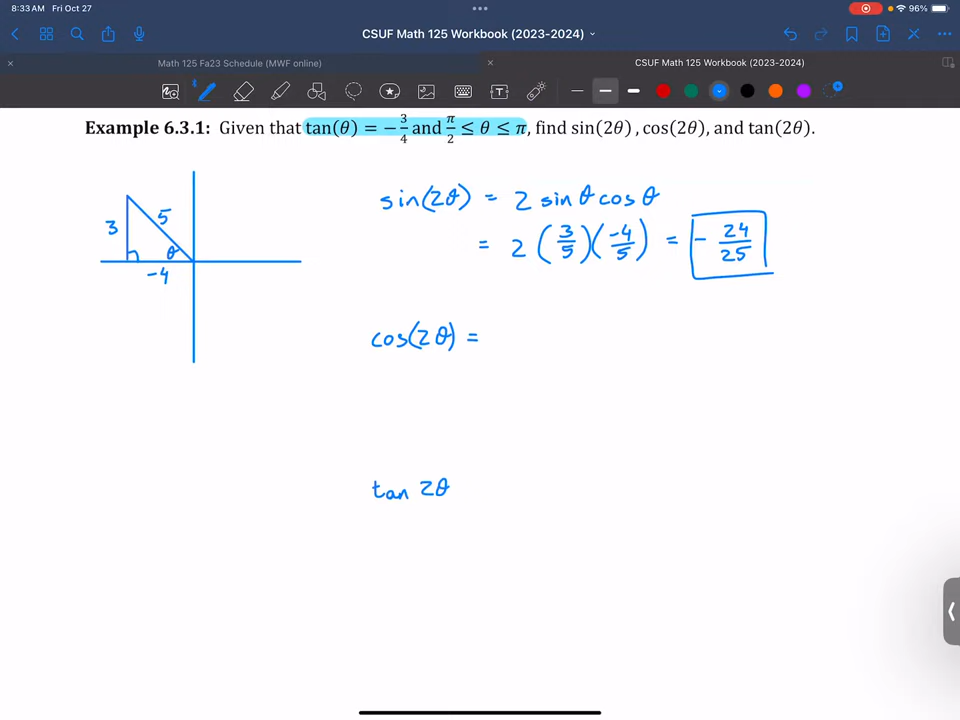 8:33AM Fri Oct 27
96%
CSUF Math 125 Workbook (2023-2024)
Math 125 Fa23 Schedule (MWF online)
CSUF Math 125 Workbook (2023-2024)
Example 6.3.1: Given that tan(θ) = −3/4 and π/2 ≤ θ ≤ π, find sin(2θ), cos(2θ), and tan(2θ).
3
5
θ
-4
sin(2θ) = 2 sin θ cos θ
= 2 (3/5)(-4/5) = - 24/25
cos(2θ) =
tan 2θ